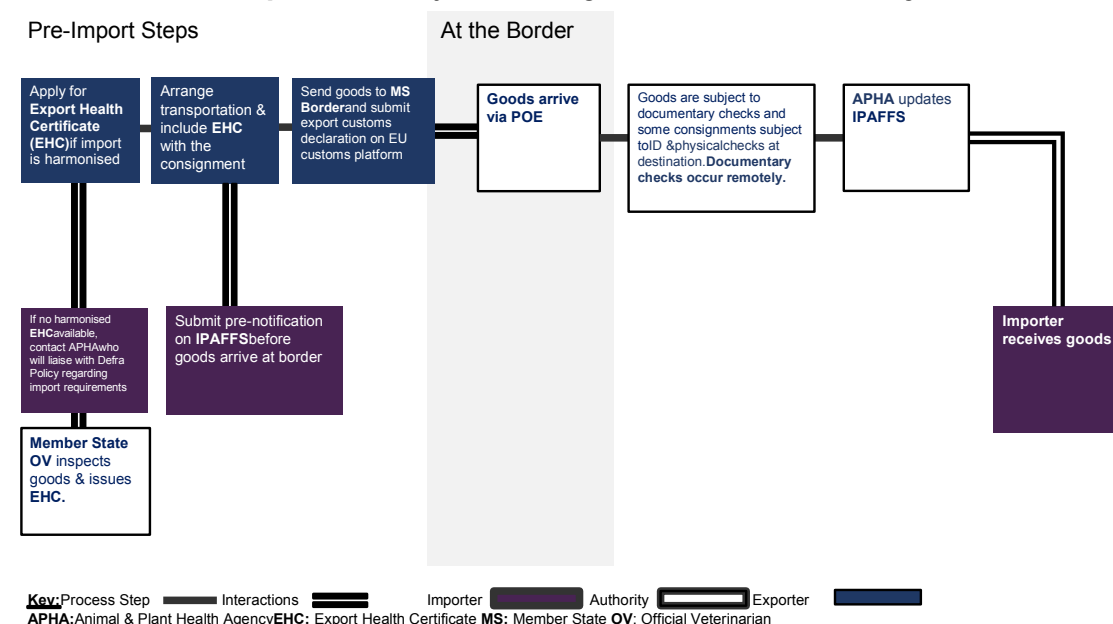 Pre-Import Steps
At the Border
Apply for
Export Health
Certificate
(EHC)if import
is harmonised
Arrange
transportation &
include EHC
with the
consignment
Send goods to MS
Borderand submit
export customs
declaration on EU
customs platform
Goods arrive
via POE
Goods are subject to
documentary checks and
some consignments subject
toID &physicalchecks at
destination.Documentary
checks occur remotely.
APHA updates
IPAFFS
If no harmonised
EHCavailable,
contact APHAwho
will liaise with Defra
Policy regarding
import requirements
Submit pre-notification
on IPAFFSbefore
goods arrive at border
Importer
receives goods
Member State
OV inspects
goods & issues
EHC.
Key:Process Step Interactions Importer Authority Exporter
APHA:Animal & Plant Health AgencyEHC: Export Health Certificate MS: Member State OV: Official Veterinarian